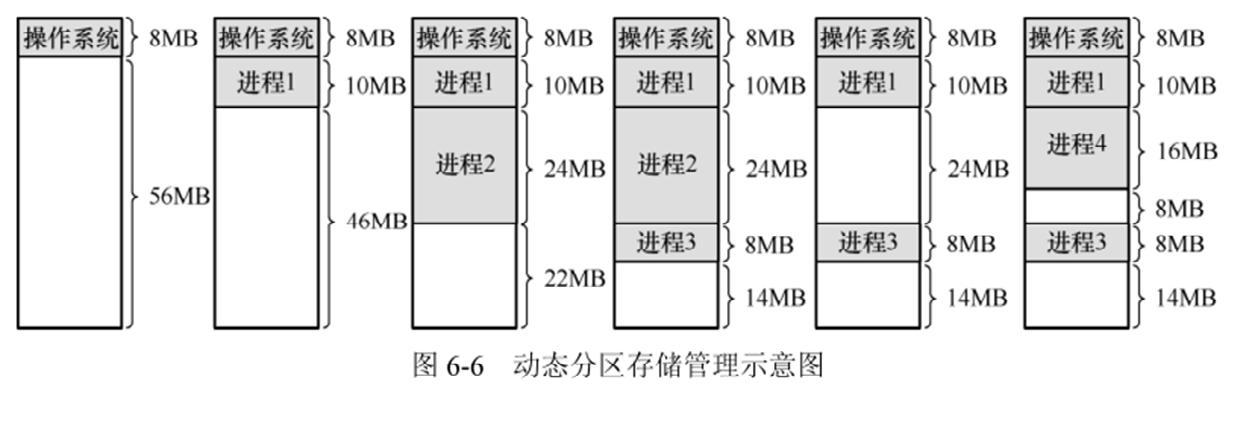 操作系统 8MB 操作系统 8MB 操作系统 8MB 操作系统 8MB 操作系统 8MB 操作系统 8MB
进程1 10MB 进程1 10MB 进程1 10MB 进程1 10MB 进程1 10MB
进程4 16MB
进程2 24MB 进程2 24MB 24MB
56MB
46MB 8MB
进程3 8MB 进程3 8MB 进程3 8MB
22MB
14MB 14MB 14MB
图 6-6 动态分区存储管理示意图